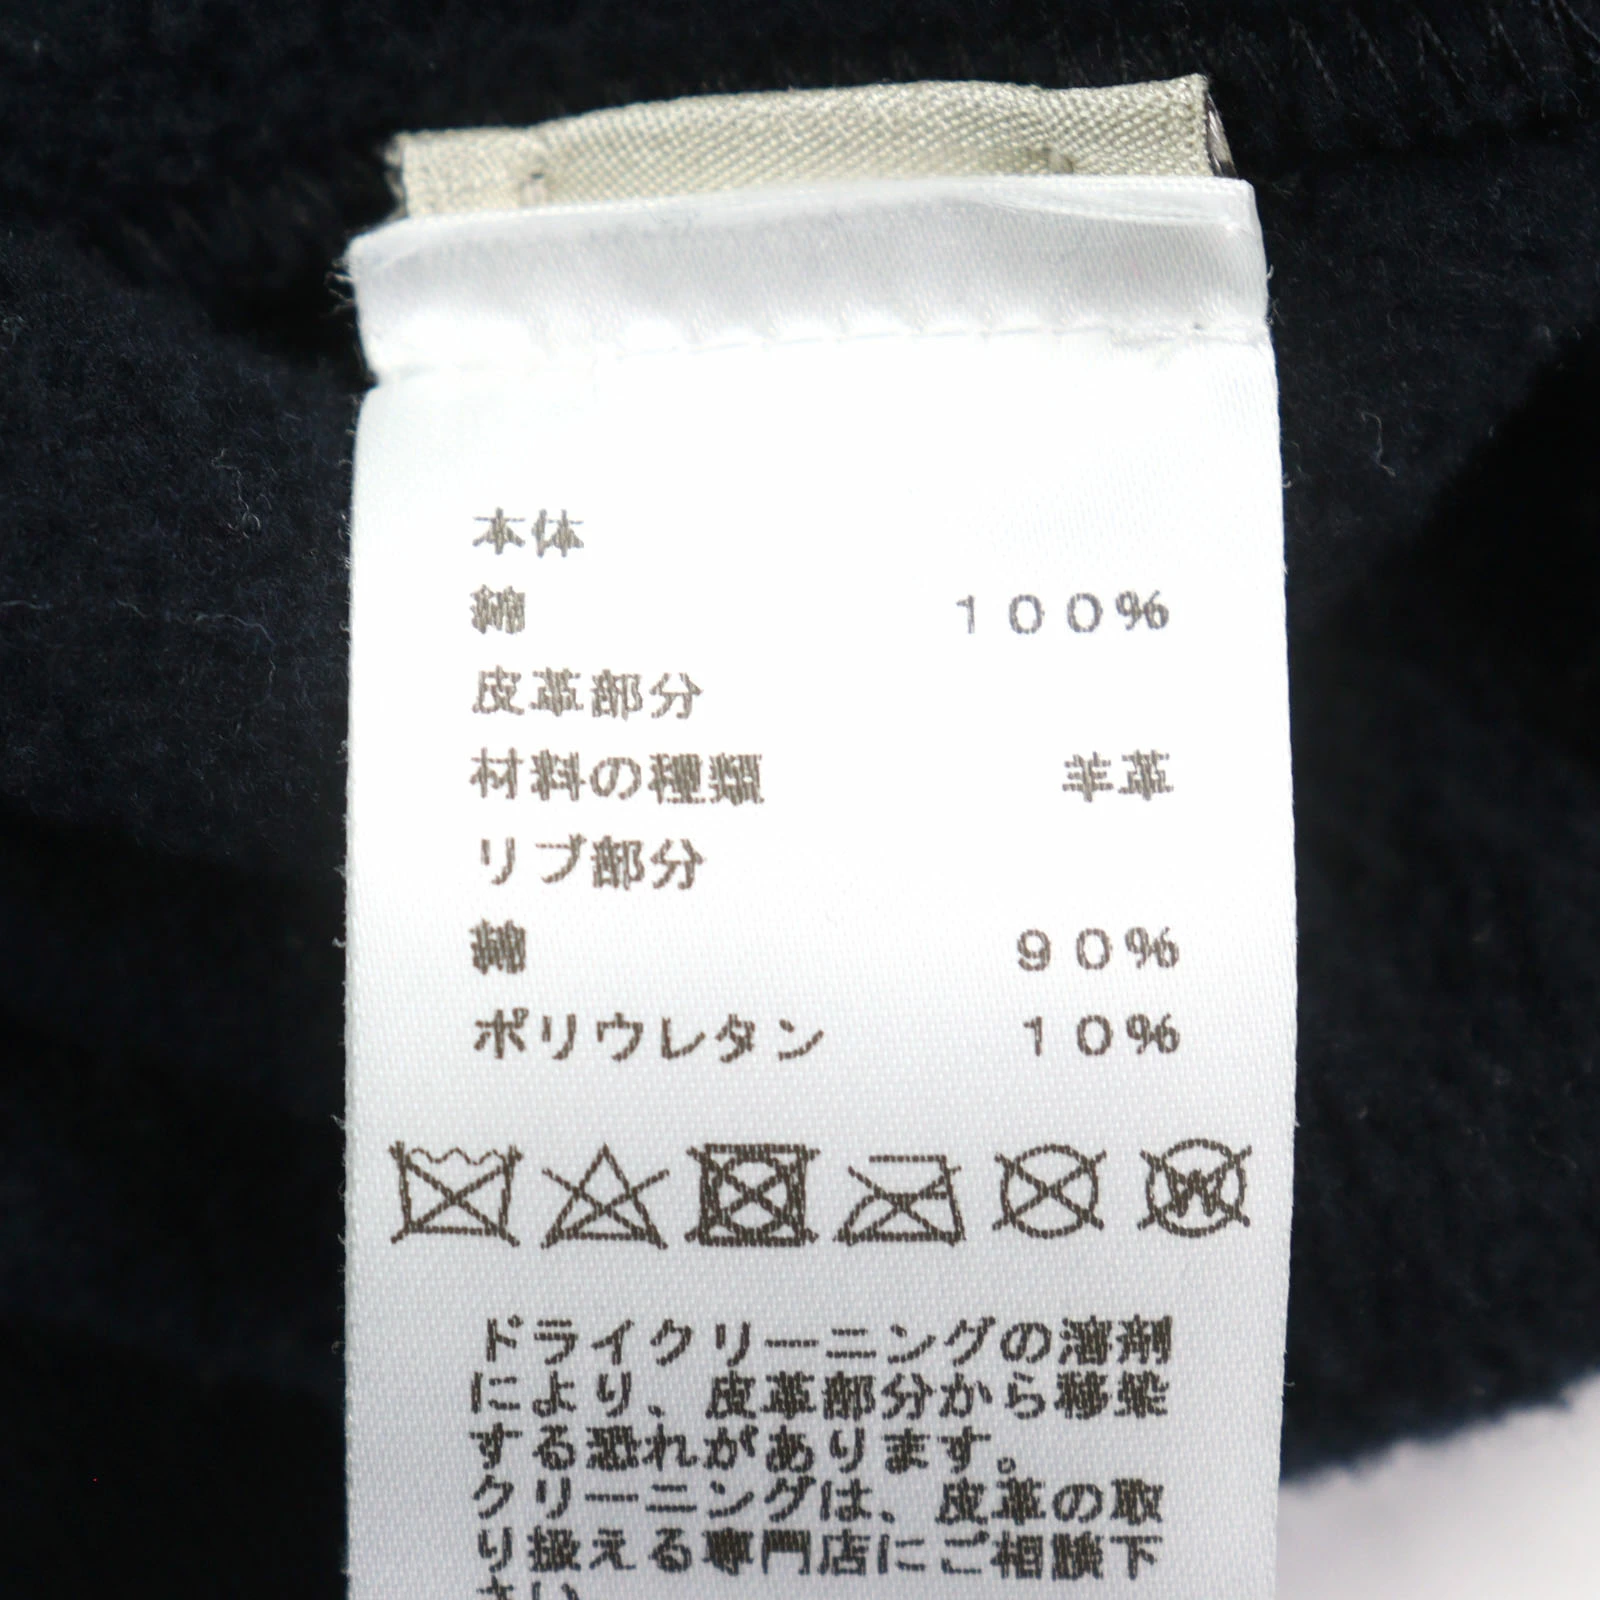 本体
綿 100%
皮革部分
材料の種類 羊革
リブ部分
綿 90%
ポリウレタン 10%
ドライクリーニングの溶剤
により、皮革部分から移染
する恐れがあります。
クリーニングは、皮革の取
り扱える専門店にご相談下
さい